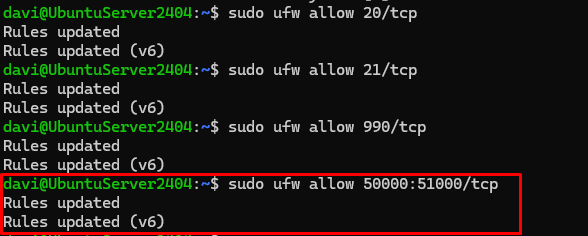 davi@UbuntuServer2404:~$ sudo ufw allow 20/tcp
Rules updated
Rules updated (v6)
davi@UbuntuServer2404:~$ sudo ufw allow 21/tcp
Rules updated
Rules updated (v6)
davi@UbuntuServer2404:~$ sudo ufw allow 990/tcp
Rules updated
Rules updated (v6)
davi@UbuntuServer2404:~$ sudo ufw allow 50000:51000/tcp
Rules updated
Rules updated (v6)